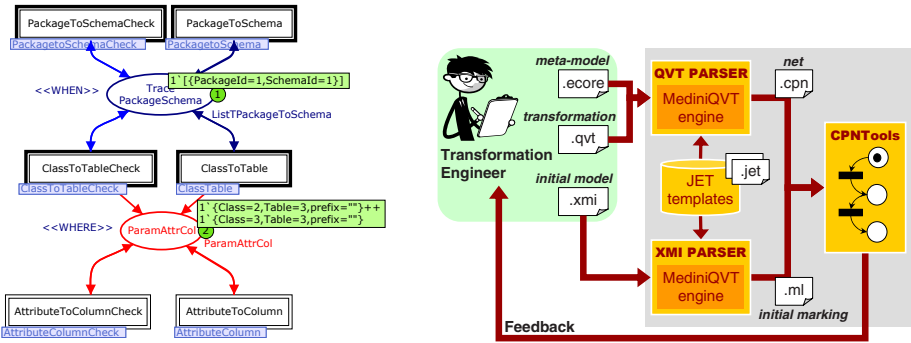 PackageToSchemaCheck
PackageToSchema
PackagetoSchemaCheck
PackagetoSchema
1`[{PackageId=1,SchemaId=1}]
Trace
PackageSchema
1
<<WHEN>>
ListTPackageToSchema
ClassToTableCheck
ClassToTable
ClassToTableCheck
ClassTable
1`{Class=2,Table=3,prefix=""}++
1`{Class=3,Table=3,prefix=""}
<<WHERE>>
ParamAttrCol
2
ParamAttrCol
AttributeToColumnCheck
AttributeToColumn
AttributeColumnCheck
AttributeColumn
meta-model
.ecore
transformation
.qvt
Transformation
Engineer
initial model
.xmi
QVT PARSER
MediniQVT
engine
net
.cpn
.jet
JET
templates
CPNTools
XMI PARSER
MediniQVT
engine
.ml
initial marking
Feedback